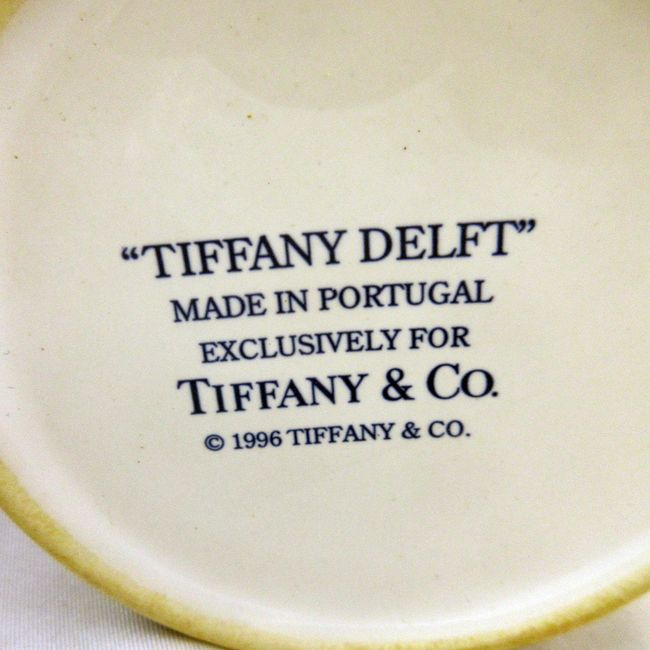 “TIFFANY DELFT”
MADE IN PORTUGAL
EXCLUSIVELY FOR
TIFFANY & CO.
© 1996 TIFFANY & CO.